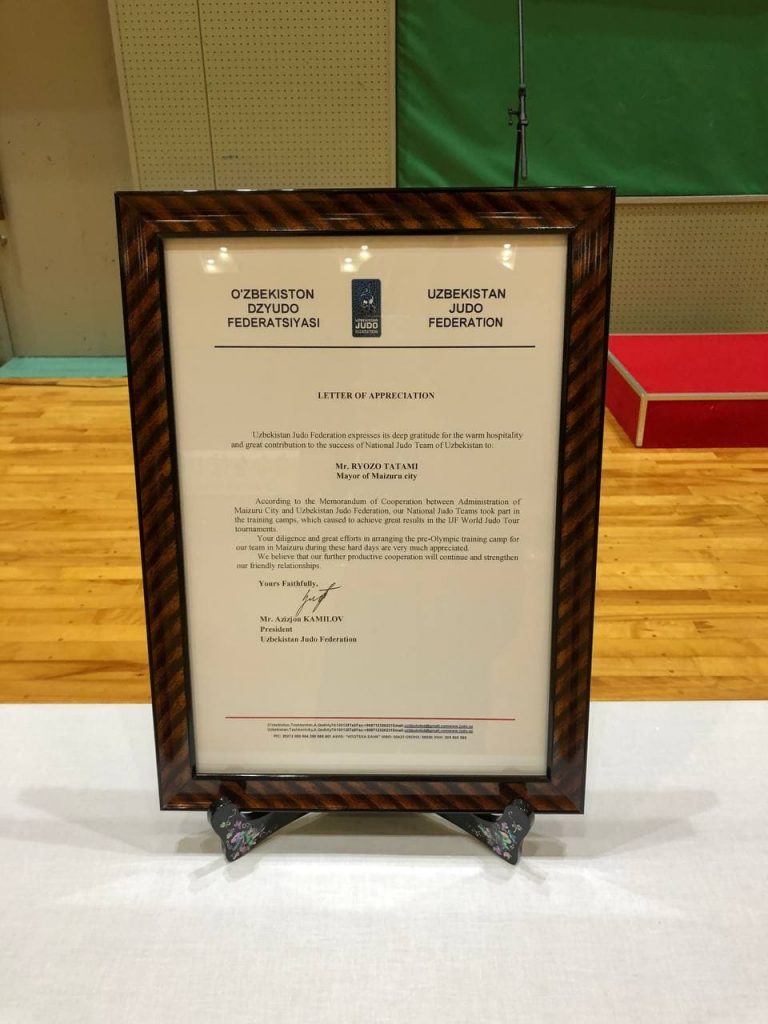 O'ZBEKISTON
DZYUDO
FEDERATSIYASI
UZBEKISTAN
JUDO
FEDERATION
UZBEKISTAN
JUDO
FEDERATION
LETTER OF APPRECIATION
Uzbekistan Judo Federation expresses its deep gratitude for the warm hospitality
and great contribution to the success of National Judo Team of Uzbekistan to:
Mr. RYOZO TATAMI
Mayor of Maizuru city
According to the Memorandum of Cooperation between Administration of
Maizuru City and Uzbekistan Judo Federation, our National Judo Teams took part in
the training camps, which caused to achieve great results in the IJF World Judo Tour
tournaments.
Your diligence and great efforts in arranging the pre-Olympic training camp for
our team in Maizuru during these hard days are very much appreciated.
We believe that our further productive cooperation will continue and strengthen
our friendly relationships.
Yours Faithfully,
Mr. Azizjon KAMILOV
President
Uzbekistan Judo Federation